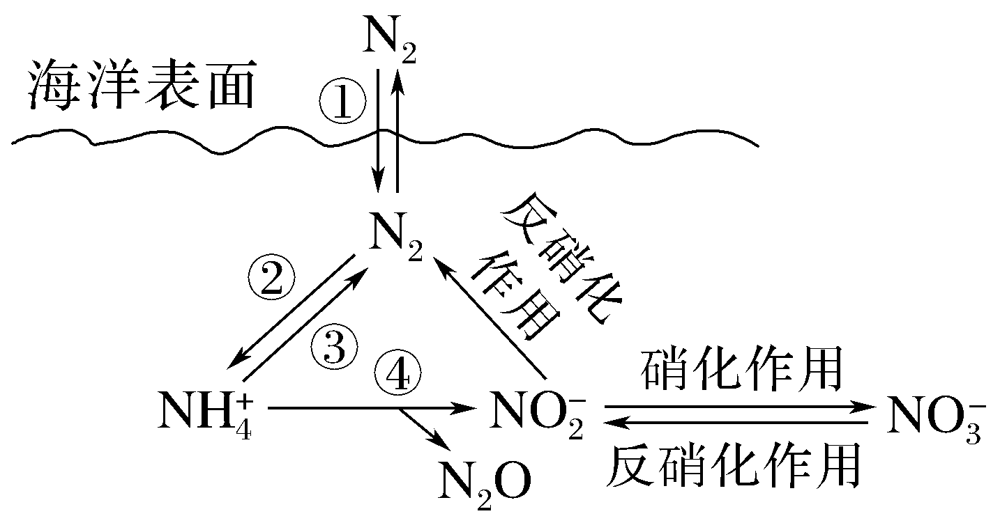 N₂
海洋表面
①
N₂
反硝化
作用
②
③
④
硝化作用
NH₄⁺
NO₂⁻
NO₃⁻
反硝化作用
N₂O